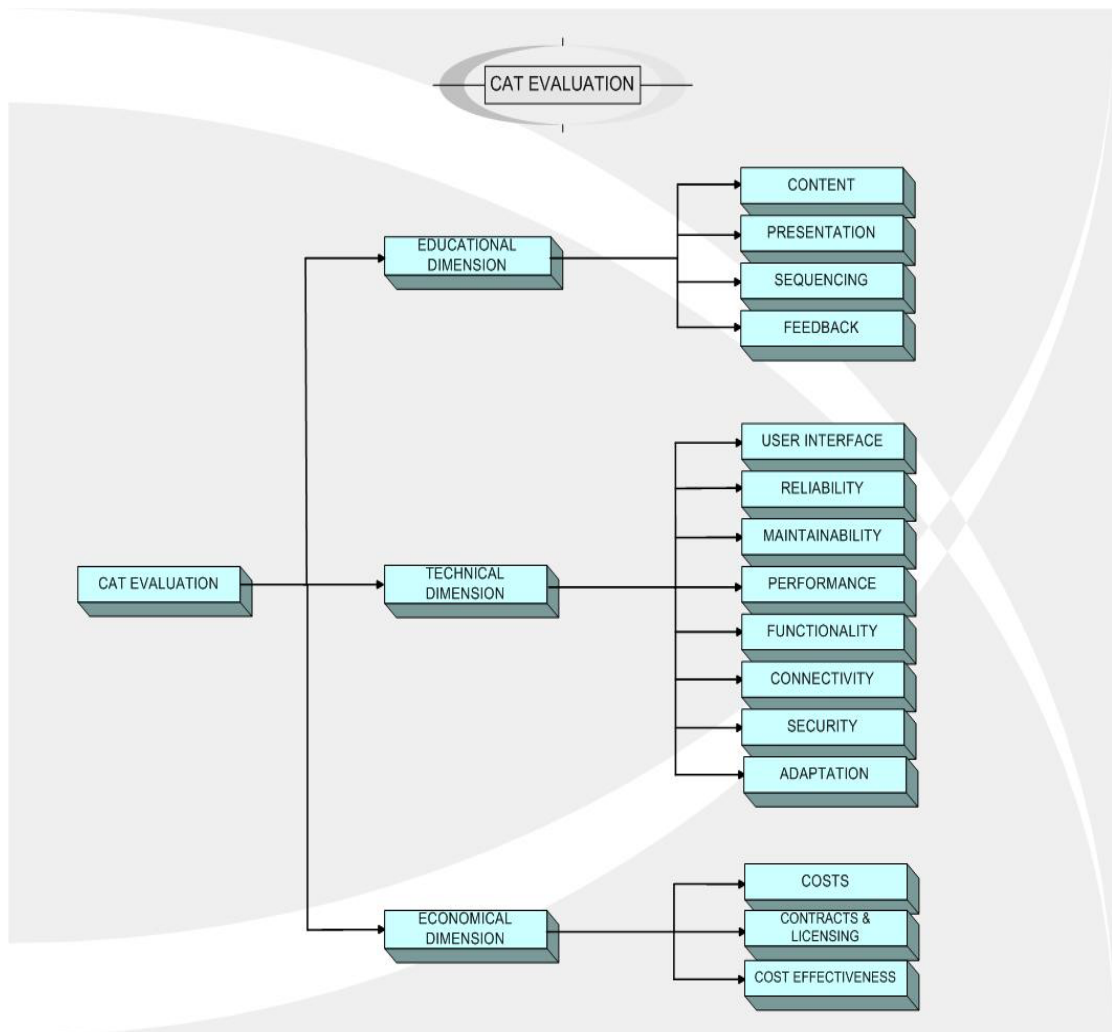 CAT EVALUATION
CONTENT
PRESENTATION
EDUCATIONAL
DIMENSION
SEQUENCING
FEEDBACK
USER INTERFACE
RELIABILITY
MAINTAINABILITY
CAT EVALUATION
TECHNICAL
DIMENSION
PERFORMANCE
FUNCTIONALITY
CONNECTIVITY
SECURITY
ADAPTATION
COSTS
ECONOMICAL
DIMENSION
CONTRACTS &
LICENSING
COST EFFECTIVENESS